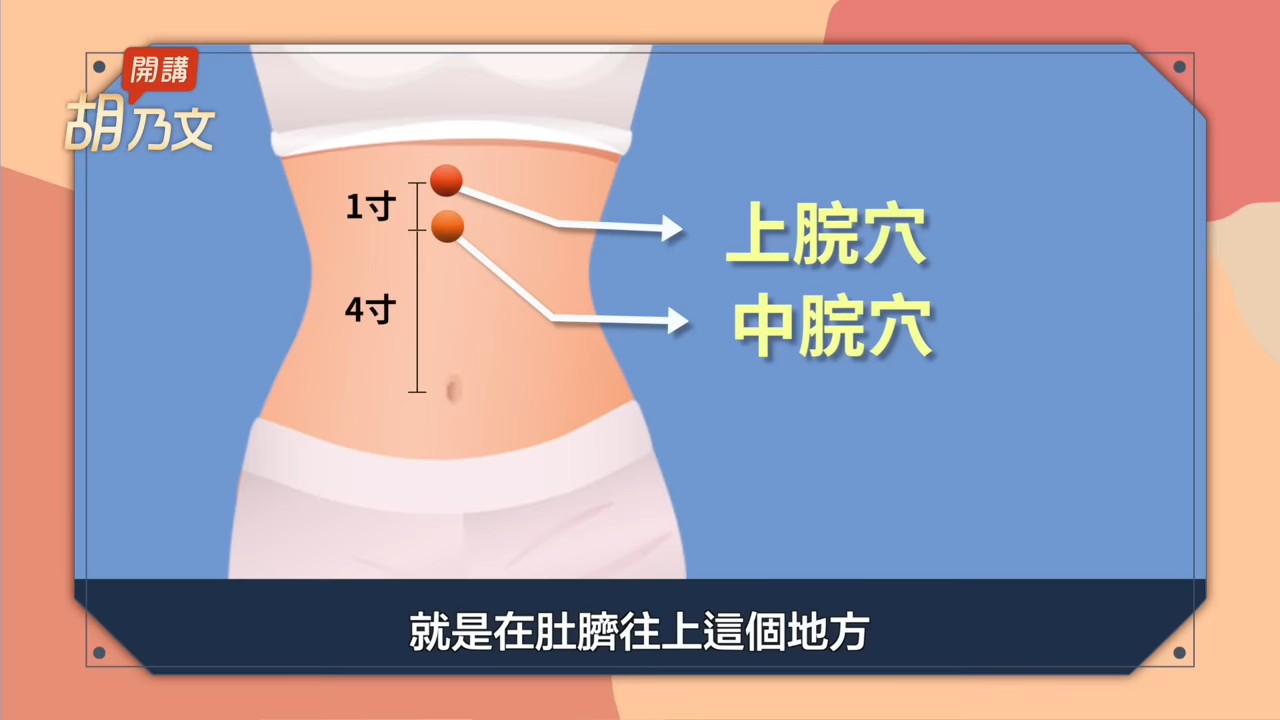 開講
胡乃文
1寸
上脘穴
4寸
中脘穴
就是在肚臍往上這個地方